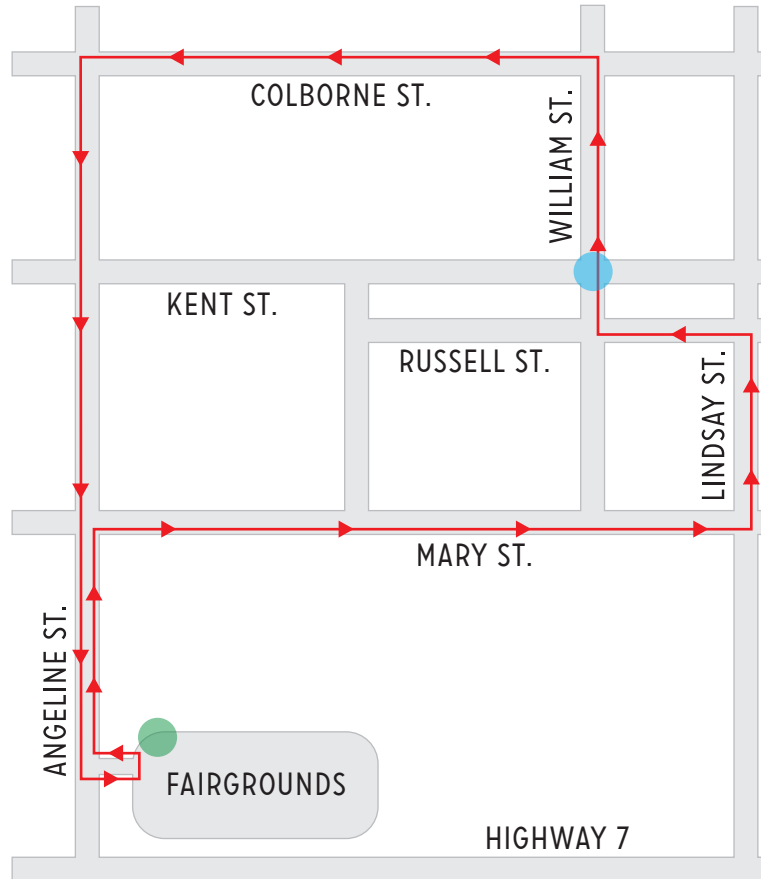 COLBORNE ST.
WILLIAM ST.
KENT ST.
RUSSELL ST.
LINDSAY ST.
MARY ST.
ANGELINE ST.
FAIRGROUNDS
HIGHWAY 7